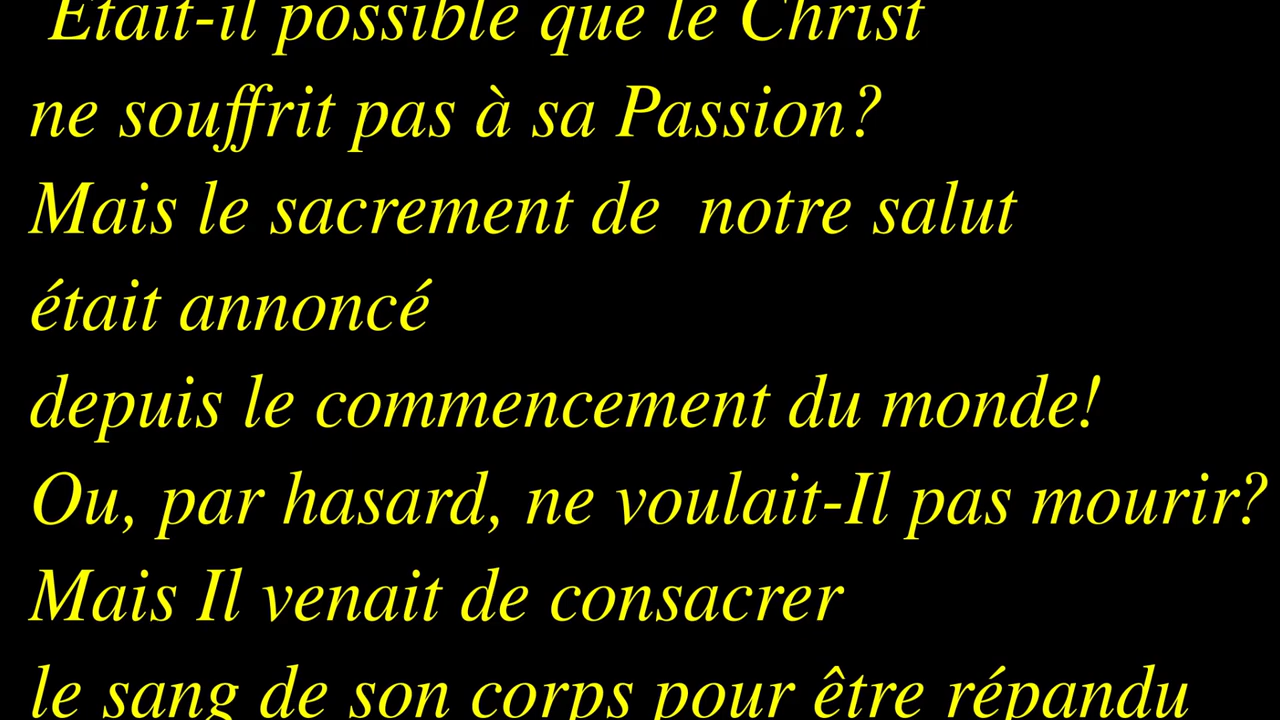 Etait-il possible que le Christ
ne souffrit pas à sa Passion?
Mais le sacrement de  notre salut
était annoncé
depuis le commencement du monde!
Ou, par hasard, ne voulait-Il pas mourir?
Mais Il venait de consacrer
le sang de son corps pour être répandu